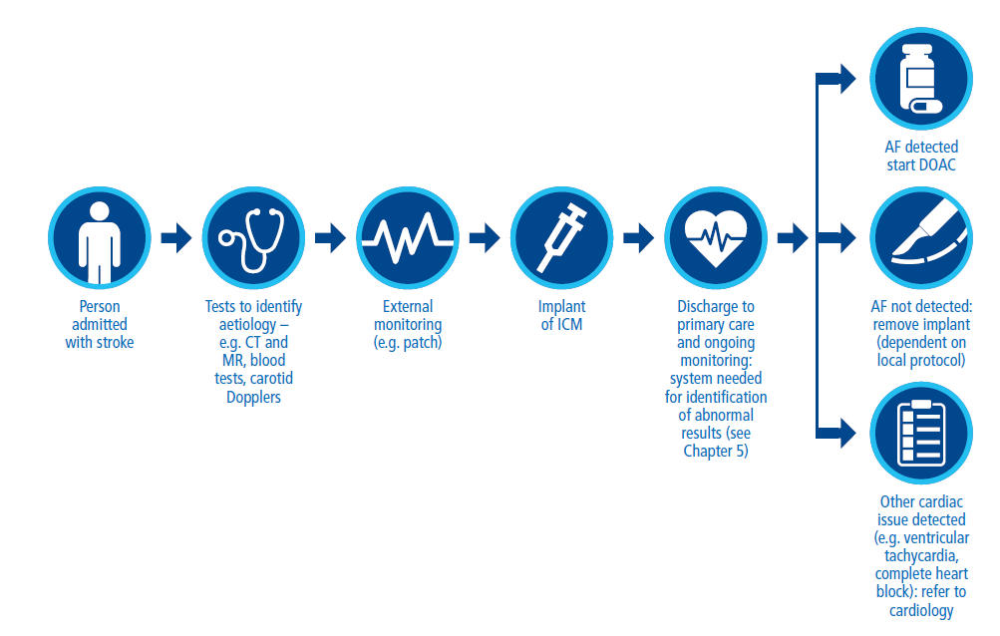 Person
admitted
with stroke
Tests to identify
aetiology –
e.g. CT and
MR, blood
tests, carotid
Dopplers
External
monitoring
(e.g. patch)
Implant
of ICM
Discharge to
primary care
and ongoing
monitoring:
system needed
for identification
of abnormal
results (see
Chapter 5)
AF detected
start DOAC
AF not detected:
remove implant
(dependent on
local protocol)
Other cardiac
issue detected
(e.g. ventricular
tachycardia,
complete heart
block): refer to
cardiology